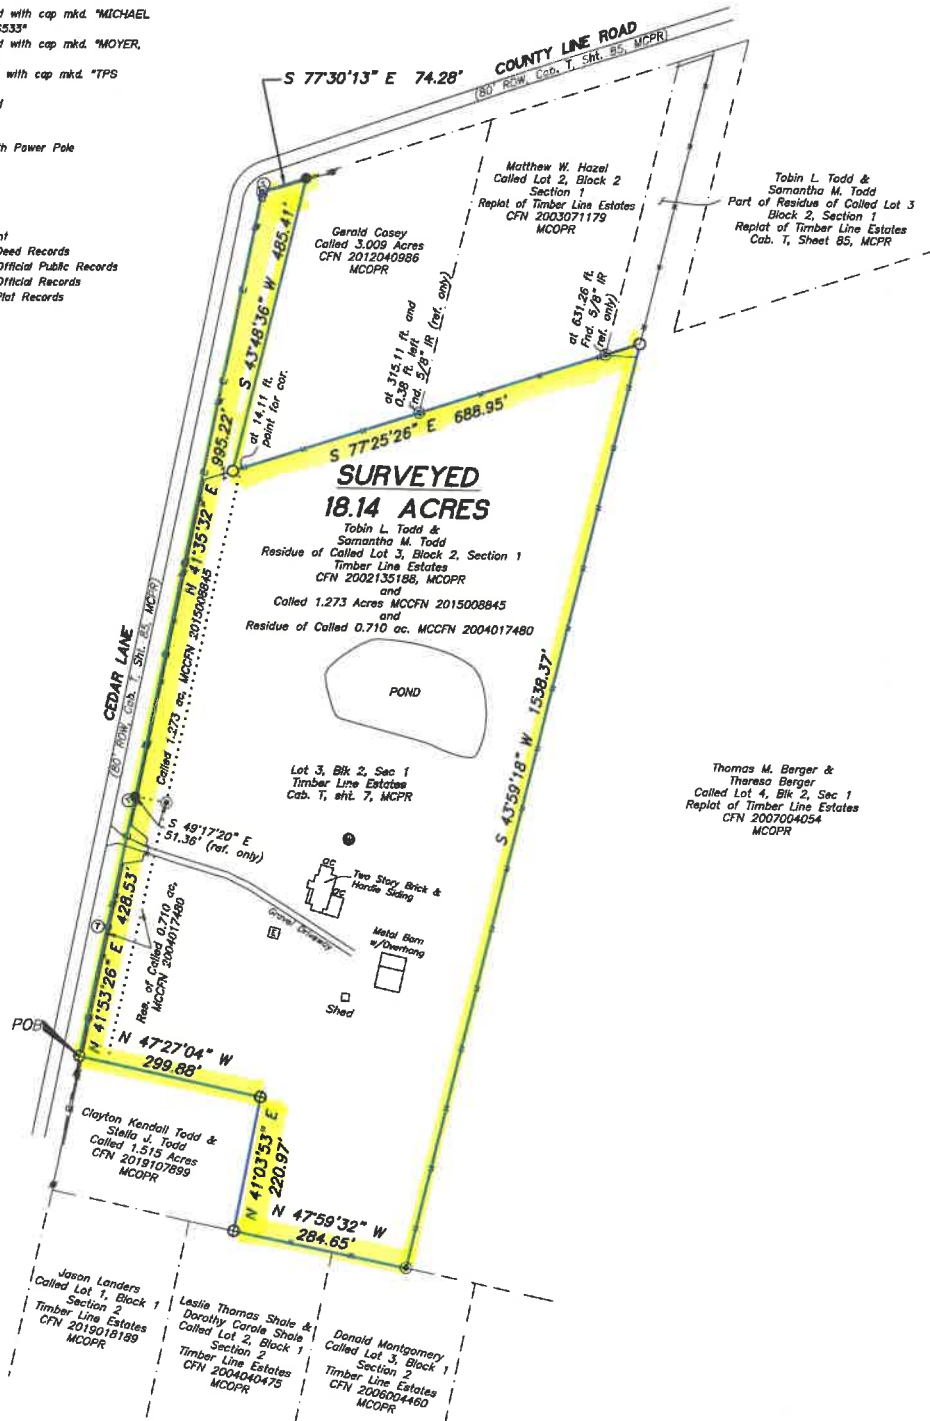 d with cap mkd. "MICHAEL
533"
d with cap mkd. "MOYER,
with cap mkd. "TPS
th Power Pole
nt
Deed Records
Official Public Records
Official Records
Plat Records
S 77°30'13" E 74.28'
COUNTY LINE ROAD
(80' ROW, Cab. T, Sht. 85, MCPR)
Matthew W. Hazel
Called Lot 2, Block 2
Section 1
Replat of Timber Line Estates
CFN 2003071179
MCOPR
Tobin L. Todd &
Samantha M. Todd
Part of Residue of Called Lot 3
Block 2, Section 1
Replat of Timber Line Estates
Cab. T, Sheet 85, MCPR
Gerald Casey
Called 3.009 Acres
CFN 2012040986
MCOPR
S 43°48'36" W 485.41'
at 14.11 ft.
point for cor.
at 315.11 ft. and
0.38 ft. left
Fnd. 5/8" IR (ref. only)
at 631.26 ft.
Fnd. 5/8" IR
(ref. only)
S 77°25'26" E 688.95'
SURVEYED
18.14 ACRES
Tobin L. Todd &
Samantha M. Todd
Residue of Called Lot 3, Block 2, Section 1
Timber Line Estates
CFN 2002135188, MCOPR
and
Called 1.273 Acres MCCFN 2015008845
and
Residue of Called 0.710 ac. MCCFN 2004017480
N 41°35'32" E 995.22'
Called 1.273 ac, MCCFN 2015008845
CEDAR LANE
(80' ROW, Cab. T, Sht. 85, MCPR)
POND
S 43°59'18" W 1538.37'
Lot 3, Blk 2, Sec 1
Timber Line Estates
Cab. T, sht. 7, MCPR
Thomas M. Berger &
Theresa Berger
Called Lot 4, Blk 2, Sec 1
Replat of Timber Line Estates
CFN 2007004054
MCOPR
S 49°17'20" E
51.36' (ref. only)
ac
ac
Two Story Brick &
Hardie Siding
Gravel Driveway
E
Metal Barn
w/Overhang
Shed
T
N 41°53'26" E 428.53'
Res. of Called 0.710 ac,
MCCFN 2004017480
POB
N 47°27'04" W
299.88'
Clayton Kendall Todd &
Stella J. Todd
Called 1.515 Acres
CFN 2019107899
MCOPR
N 41°03'53" E
220.97'
N 47°59'32" W
284.65'
Jason Landers
Called Lot 1, Block 1
Section 2
Timber Line Estates
CFN 2019018189
MCOPR
Leslie Thomas Shale &
Dorothy Carole Shale
Called Lot 2, Block 1
Section 2
Timber Line Estates
CFN 2004040475
MCOPR
Donald Montgomery
Called Lot 3, Block 1
Section 2
Timber Line Estates
CFN 2006004460
MCOPR